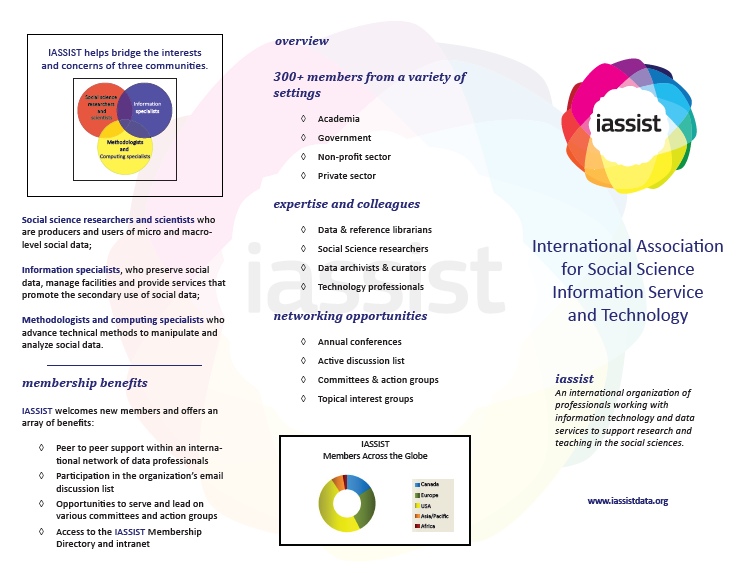 IASSIST helps bridge the interests
and concerns of three communities.
Social science
researchers
and
scientists
Information
specialists
Methodologists
and
Computing specialists
Social science researchers and scientists who
are producers and users of micro and macro-
level social data;
Information specialists, who preserve social
data, manage facilities and provide services that
promote the secondary use of social data;
Methodologists and computing specialists who
advance technical methods to manipulate and
analyze social data.
membership benefits
IASSIST welcomes new members and offers an
array of benefits:
◊ Peer to peer support within an interna-
tional network of data professionals
◊ Participation in the organization's email
discussion list
◊ Opportunities to serve and lead on
various committees and action groups
◊ Access to the IASSIST Membership
Directory and intranet
overview
300+ members from a variety of
settings
◊ Academia
◊ Government
◊ Non-profit sector
◊ Private sector
expertise and colleagues
◊ Data & reference librarians
◊ Social Science researchers
◊ Data archivists & curators
◊ Technology professionals
iassist
networking opportunities
◊ Annual conferences
◊ Active discussion list
◊ Committees & action groups
◊ Topical interest groups
IASSIST
Members Across the Globe
Canada
Europe
USA
Asia/Pacific
Africa
iassist
International Association
for Social Science
Information Service
and Technology
iassist
An international organization of
professionals working with
information technology and data
services to support research and
teaching in the social sciences.
www.iassistdata.org